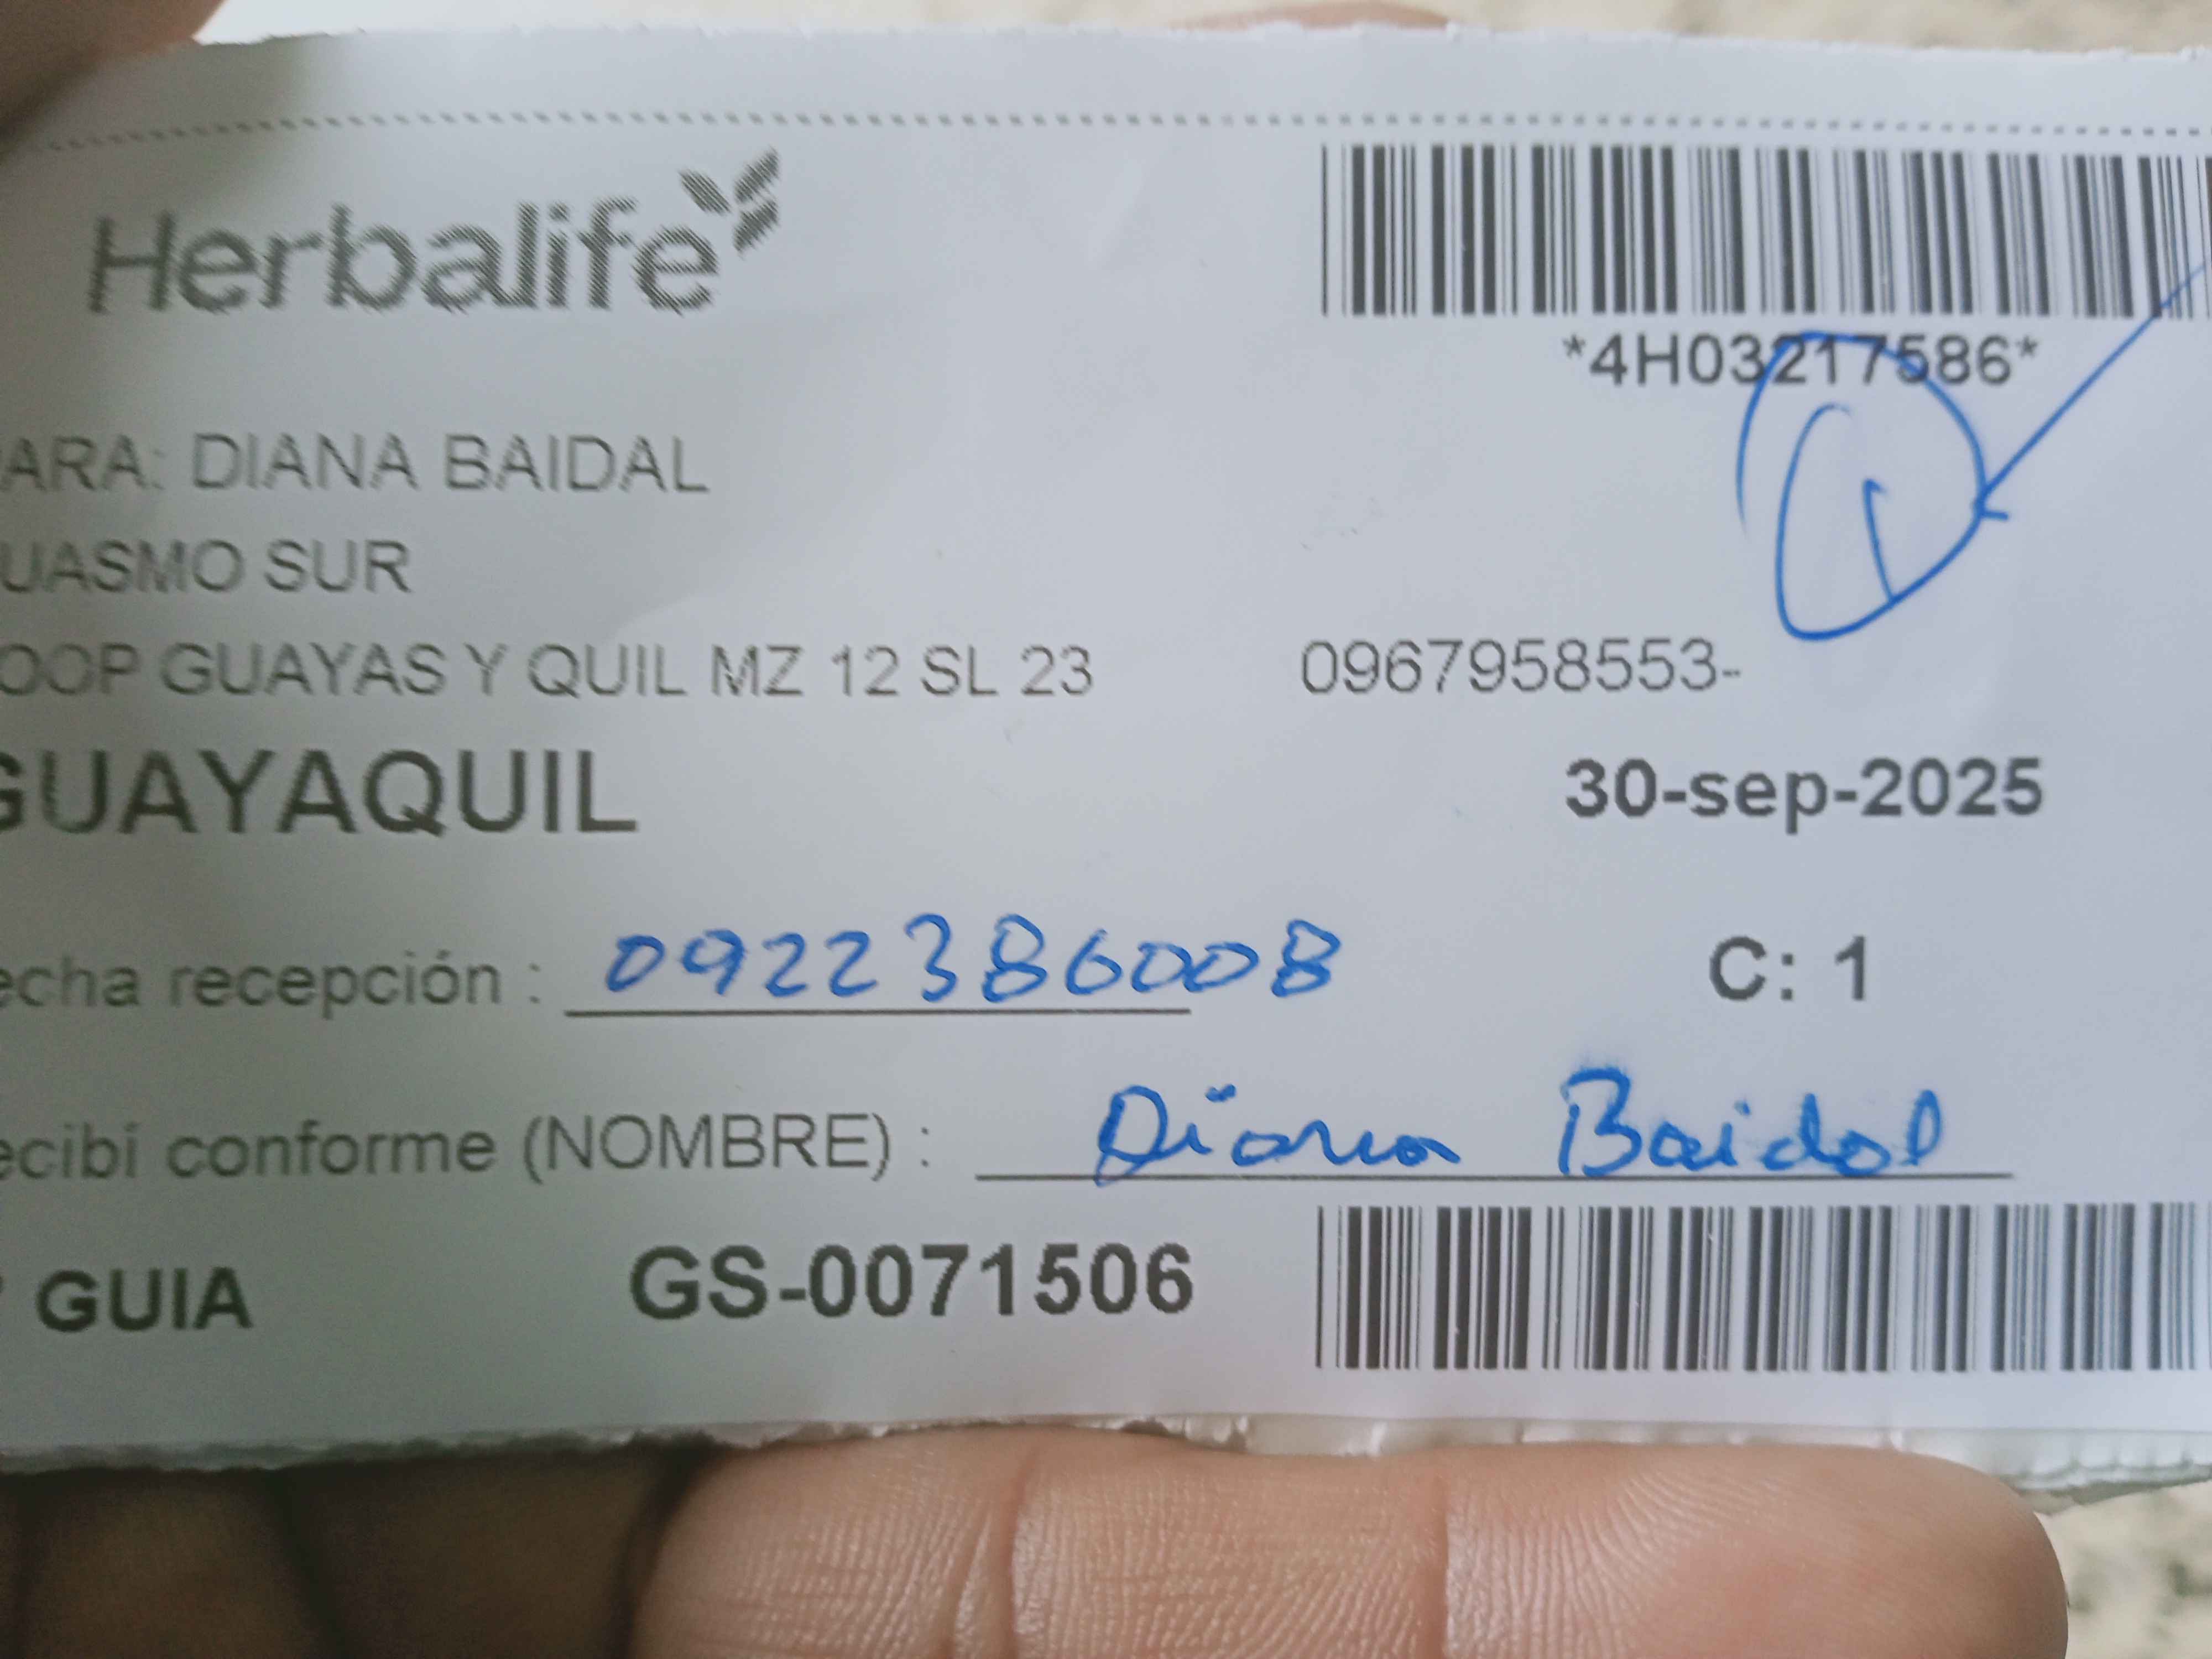 Herbalife
*4H03217586*
ARA: DIANA BAIDAL
UASMO SUR
OOP GUAYAS Y QUIL MZ 12 SL 23 0967958553-
GUAYAQUIL 30-sep-2025
echa recepción : 0922386008 C: 1
ecibí conforme (NOMBRE) : Diana Baidal
GUIA GS-0071506